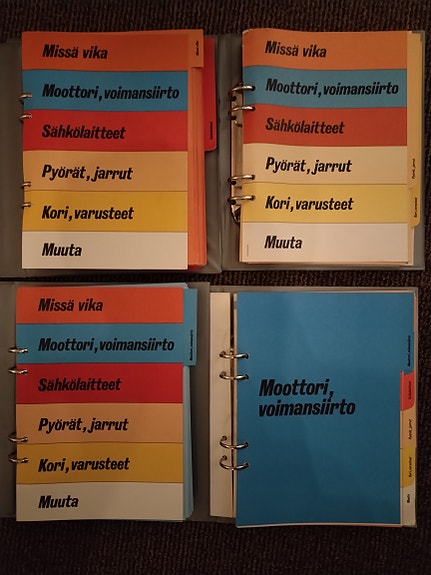 Missä vika
Moottori, voimansiirto
Sähkölaitteet
Pyörät, jarrut
Kori, varusteet
Muuta
Missä vika
Moottori, voimansiirto
Sähkölaitteet
Pyörät, jarrut
Kori, varusteet
Muuta
Missä vika
Moottori, voimansiirto
Sähkölaitteet
Pyörät, jarrut
Kori, varusteet
Muuta
Moottori,
voimansiirto